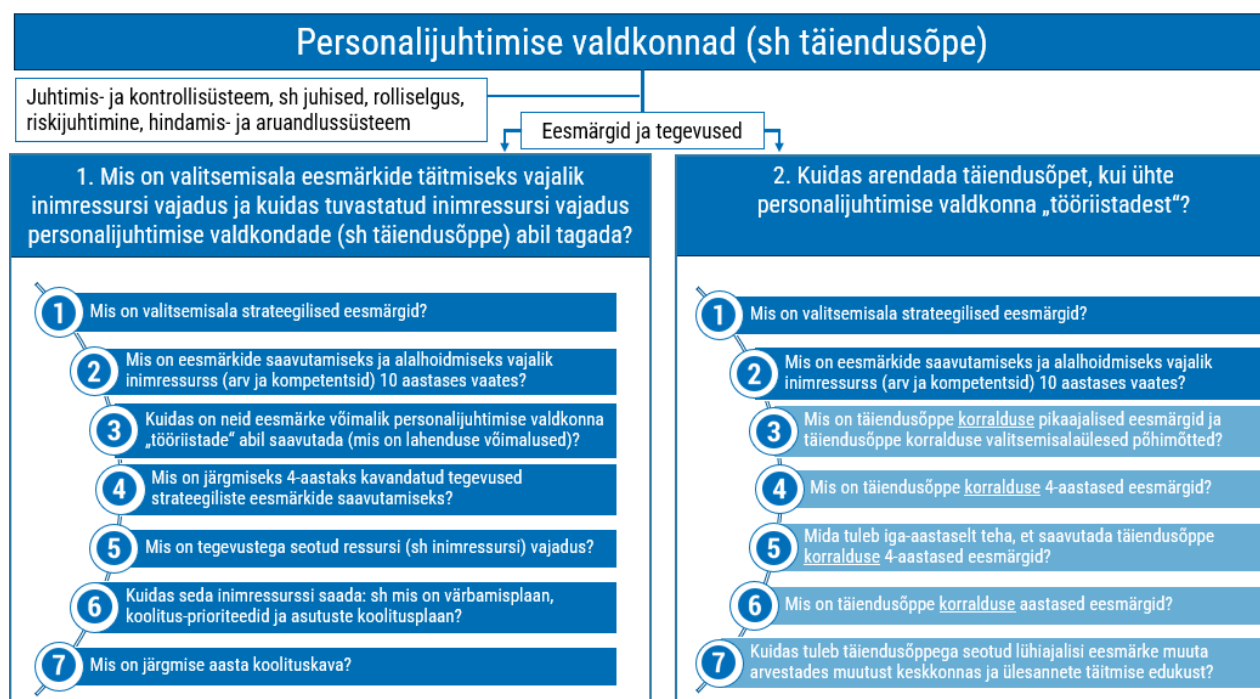 Personalijuhtimise valdkonnad (sh täiendusõpe)
Juhtimis- ja kontrollisüsteem, sh juhised, rolliselgus,
riskijuhtimine, hindamis- ja aruandlussüsteem
Eesmärgid ja tegevused
1. Mis on valitsemisala eesmärkide täitmiseks vajalik
inimressursi vajadus ja kuidas tuvastatud inimressursi vajadus
personalijuhtimise valdkondade (sh täiendusõppe) abil tagada?
1
Mis on valitsemisala strateegilised eesmärgid?
2
Mis on eesmärkide saavutamiseks ja alalhoidmiseks vajalik
inimressurss (arv ja kompetentsid) 10 aastases vaates?
3
Kuidas on neid eesmärke võimalik personalijuhtimise valdkonna
„tööriistade“ abil saavutada (mis on lahenduse võimalused)?
4
Mis on järgmiseks 4-aastaks kavandatud tegevused
strateegiliste eesmärkide saavutamiseks?
5
Mis on tegevustega seotud ressursi (sh inimressursi) vajadus?
6
Kuidas seda inimressurssi saada: sh mis on värbamisplaan,
koolitus-prioriteedid ja asutuste koolitusplaan?
7
Mis on järgmise aasta koolituskava?
2. Kuidas arendada täiendusõpet, kui ühte
personalijuhtimise valdkonna „tööriistadest“?
1
Mis on valitsemisala strateegilised eesmärgid?
2
Mis on eesmärkide saavutamiseks ja alalhoidmiseks vajalik
inimressurss (arv ja kompetentsid) 10 aastases vaates?
3
Mis on täiendusõppe korralduse pikaajalised eesmärgid ja
täiendusõppe korralduse valitsemisalaülesed põhimõtted?
4
Mis on täiendusõppe korralduse 4-aastased eesmärgid?
5
Mida tuleb iga-aastaselt teha, et saavutada täiendusõppe
korralduse 4-aastased eesmärgid?
6
Mis on täiendusõppe korralduse aastased eesmärgid?
7
Kuidas tuleb täiendusõppega seotud lühiajalisi eesmärke muuta
arvestades muutust keskkonnas ja ülesannete täitmise edukust?